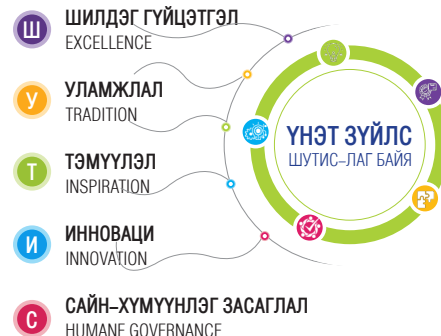 Ш ШИЛДЭГ ГҮЙЦЭТГЭЛ
EXCELLENCE
У УЛАМЖЛАЛ
TRADITION
Т ТЭМҮҮЛЭЛ
INSPIRATION
И ИННОВАЦИ
INNOVATION
С САЙН–ХҮМҮҮНЛЭГ ЗАСАГЛАЛ
HUMANE GOVERNANCE
ҮНЭТ ЗҮЙЛС
ШУТИС–ЛАГ БАЙЯ